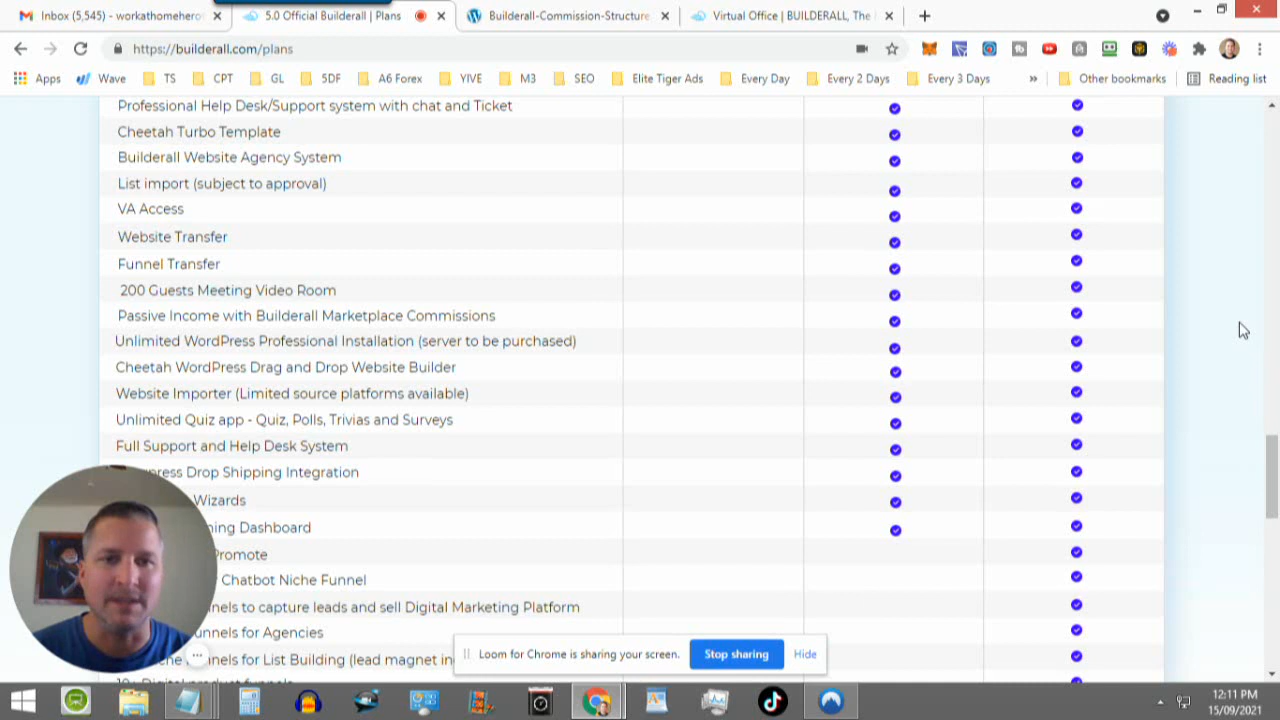 Inbox (5,545) - workathomehero
5.0 Official Builderall | Plans
Builderall-Commission-Structure
Virtual Office | BUILDERALL, The
https://builderall.com/plans
Apps
Wave
TS
CPT
GL
5DF
A6 Forex
YIVE
M3
SEO
Elite Tiger Ads
Every Day
Every 2 Days
Every 3 Days
»
Other bookmarks
Reading list
Professional Help Desk/Support system with chat and Ticket
Cheetah Turbo Template
Builderall Website Agency System
List import (subject to approval)
VA Access
Website Transfer
Funnel Transfer
200 Guests Meeting Video Room
Passive Income with Builderall Marketplace Commissions
Unlimited WordPress Professional Installation (server to be purchased)
Cheetah WordPress Drag and Drop Website Builder
Website Importer (Limited source platforms available)
Unlimited Quiz app - Quiz, Polls, Trivias and Surveys
Full Support and Help Desk System
press Drop Shipping Integration
Wizards
ning Dashboard
Promote
Chatbot Niche Funnel
nels to capture leads and sell Digital Marketing Platform
unnels for Agencies
nels for List Building (lead magnet in
Loom for Chrome is sharing your screen.
Stop sharing
Hide
12:11 PM
15/09/2021